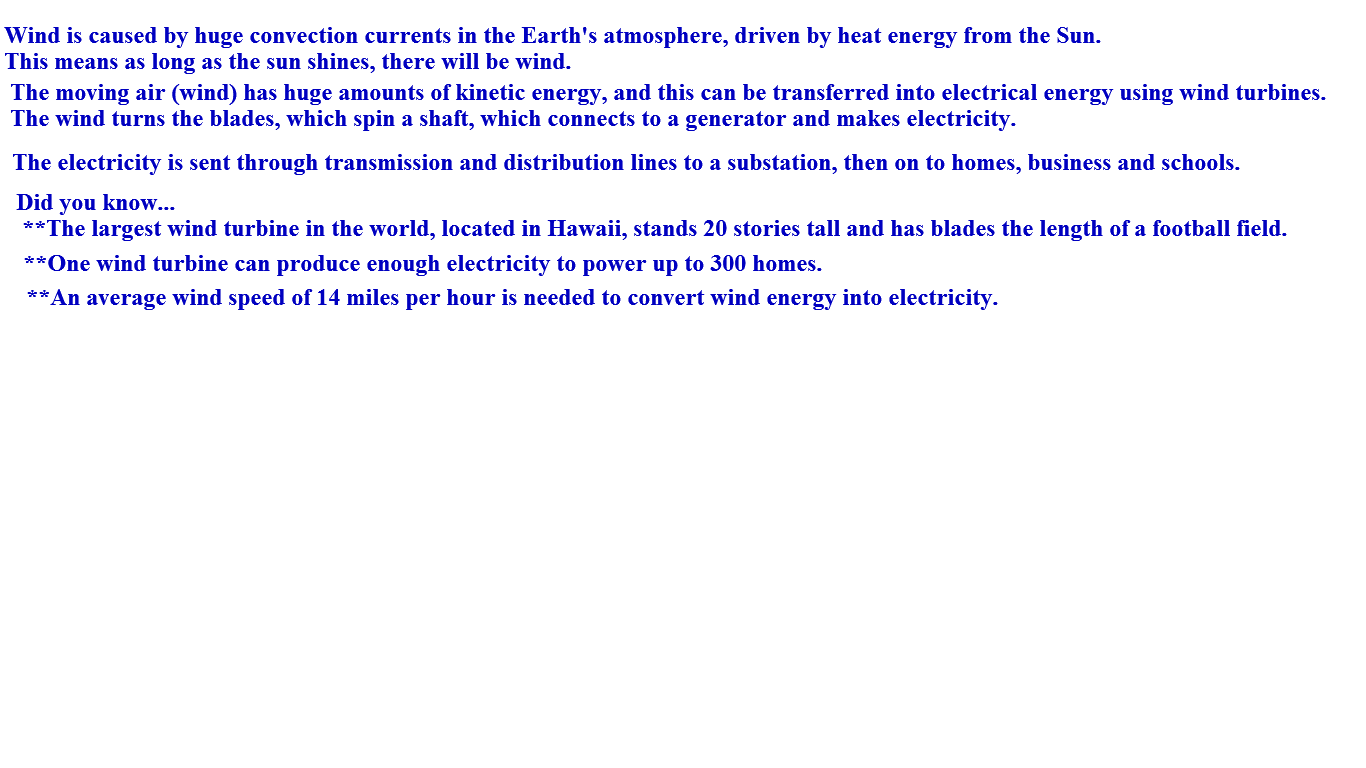 Wind is caused by huge convection currents in the Earth's atmosphere, driven by heat energy from the Sun.
This means as long as the sun shines, there will be wind.
The moving air (wind) has huge amounts of kinetic energy, and this can be transferred into electrical energy using wind turbines.
The wind turns the blades, which spin a shaft, which connects to a generator and makes electricity.
The electricity is sent through transmission and distribution lines to a substation, then on to homes, business and schools.
Did you know...
**The largest wind turbine in the world, located in Hawaii, stands 20 stories tall and has blades the length of a football field.
**One wind turbine can produce enough electricity to power up to 300 homes.
**An average wind speed of 14 miles per hour is needed to convert wind energy into electricity.